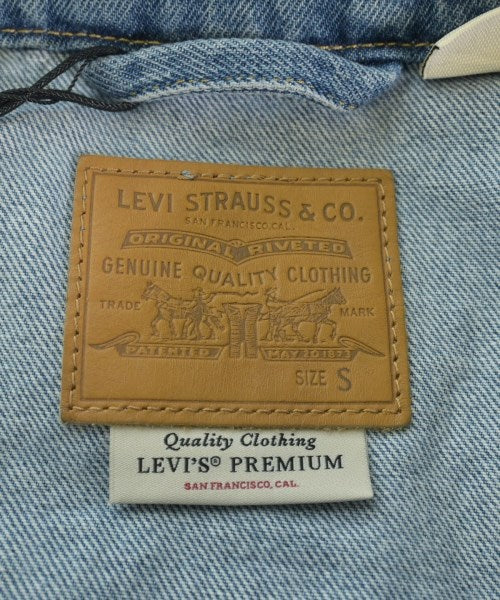 LEVI STRAUSS & CO.
SAN FRANCISCO, CAL.
ORIGINAL RIVETED
GENUINE QUALITY CLOTHING
TRADE MARK
PATENTED MAY 20 1873
SIZE S
Quality Clothing
LEVI'S® PREMIUM
SAN FRANCISCO, CAL.